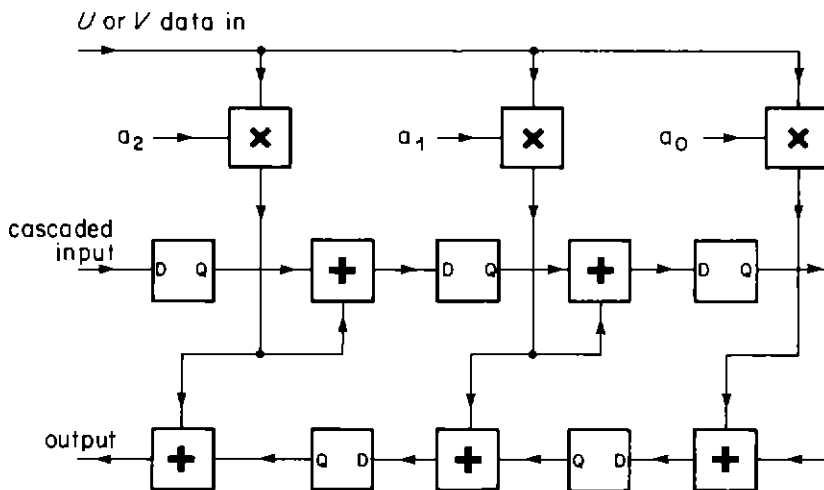 U or V data in
a2 × a1 × a0 ×
cascaded
input
D Q + D Q + D Q
output
+ Q D + Q D +